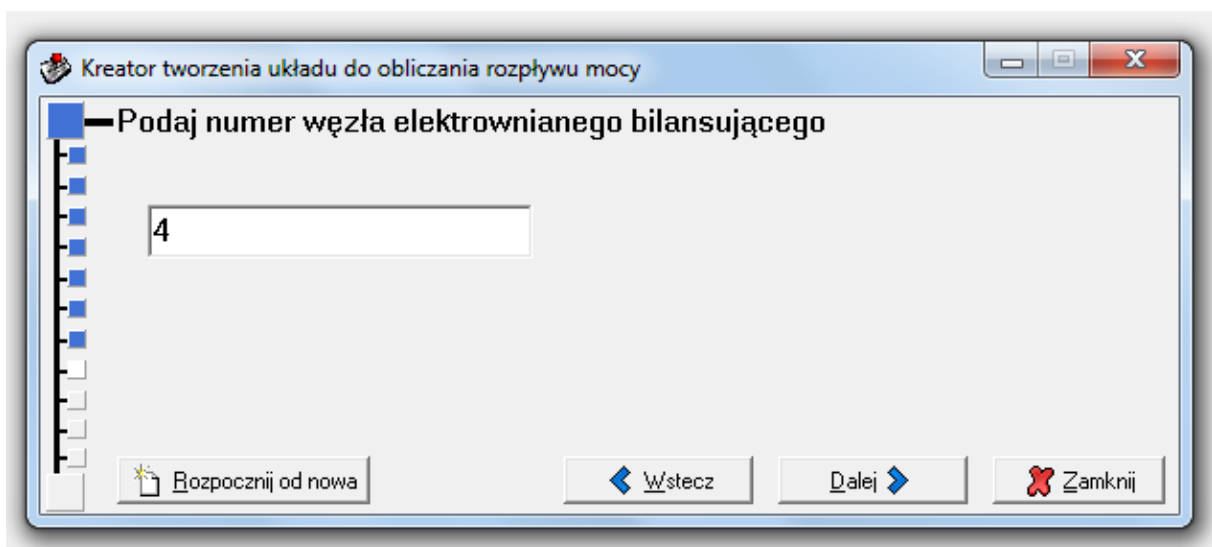 Kreator tworzenia układu do obliczania rozpływu mocy
Podaj numer węzła elektrownianego bilansującego
4
Rozpocznij od nowa
Wstecz
Dalej
Zamknij